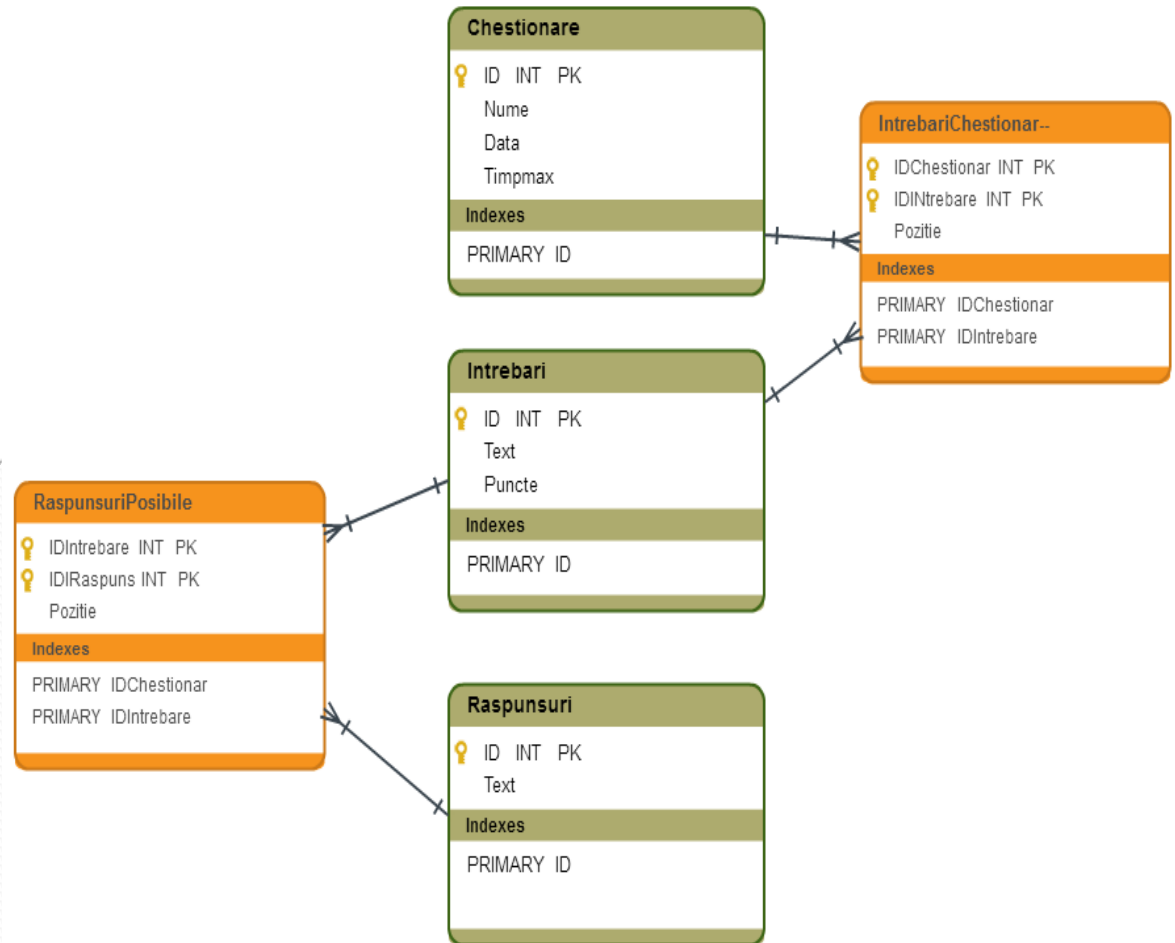 Chestionare
ID INT PK
Nume
Data
Timpmax
Indexes
PRIMARY ID
IntrebariChestionar--
IDChestionar INT PK
IDINtrebare INT PK
Pozitie
Indexes
PRIMARY IDChestionar
PRIMARY IDIntrebare
Intrebari
ID INT PK
Text
Puncte
Indexes
PRIMARY ID
RaspunsuriPosibile
IDIntrebare INT PK
IDIRaspuns INT PK
Pozitie
Indexes
PRIMARY IDChestionar
PRIMARY IDIntrebare
Raspunsuri
ID INT PK
Text
Indexes
PRIMARY ID